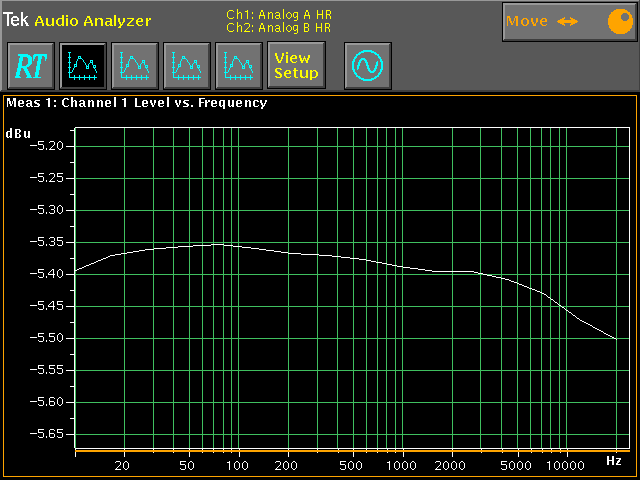 Tek Audio Analyzer
Ch1: Analog A HR
Ch2: Analog B HR
Move
RT
View
Setup
Meas 1: Channel 1 Level vs. Frequency
dBu
−5.20
−5.25
−5.30
−5.35
−5.40
−5.45
−5.50
−5.55
−5.60
−5.65
20 50 100 200 500 1000 2000 5000 10000 Hz